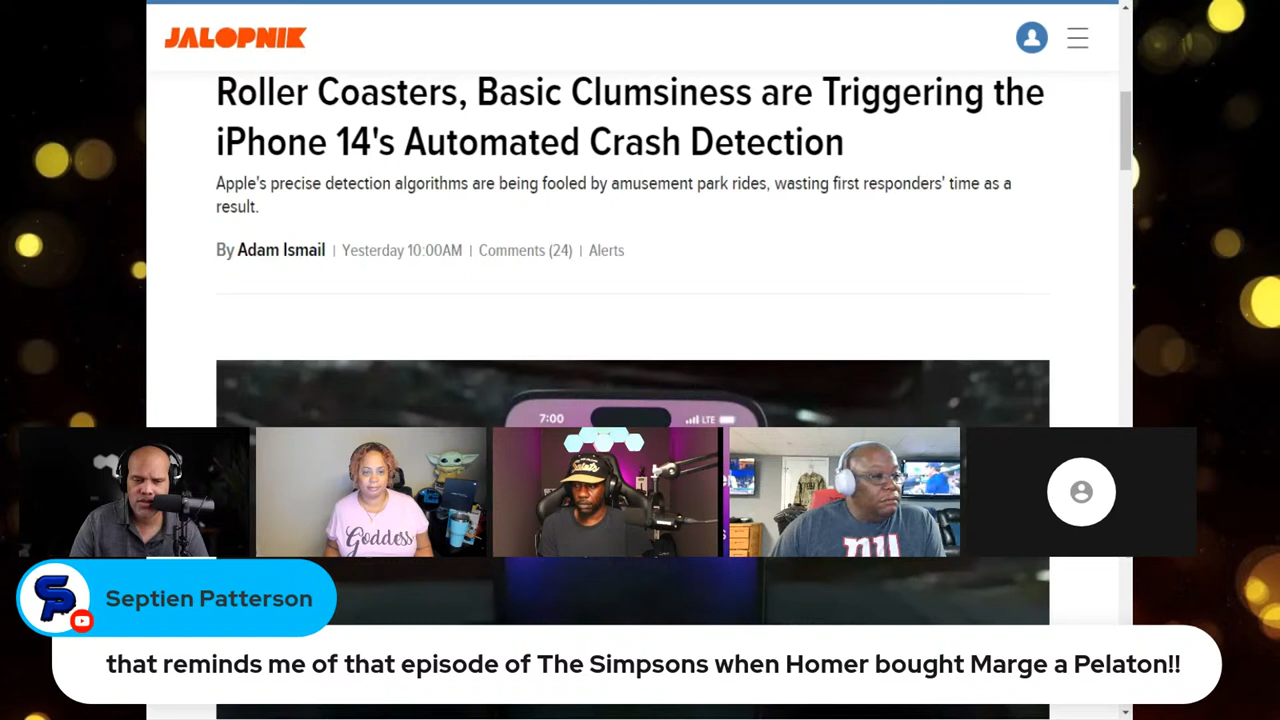 JALOPNIK
Roller Coasters, Basic Clumsiness are Triggering the
iPhone 14's Automated Crash Detection
Apple's precise detection algorithms are being fooled by amusement park rides, wasting first responders' time as a
result.
By Adam Ismail | Yesterday 10:00AM | Comments (24) | Alerts
7:00 LTE
Goddess
ny
SP Septien Patterson
that reminds me of that episode of The Simpsons when Homer bought Marge a Pelaton!!